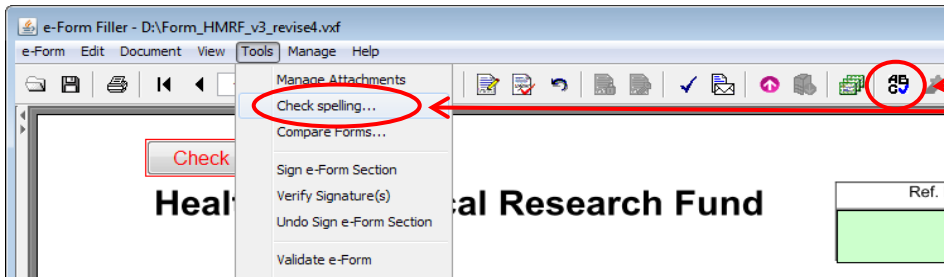 e-Form Filler - D:\Form_HMRF_v3_revise4.vxf
e-Form Edit Document View Tools Manage Help
Manage Attachments
Check spelling...
Compare Forms...
Sign e-Form Section
Verify Signature(s)
Undo Sign e-Form Section
Validate e-Form
Check
Heal cal Research Fund
Ref.